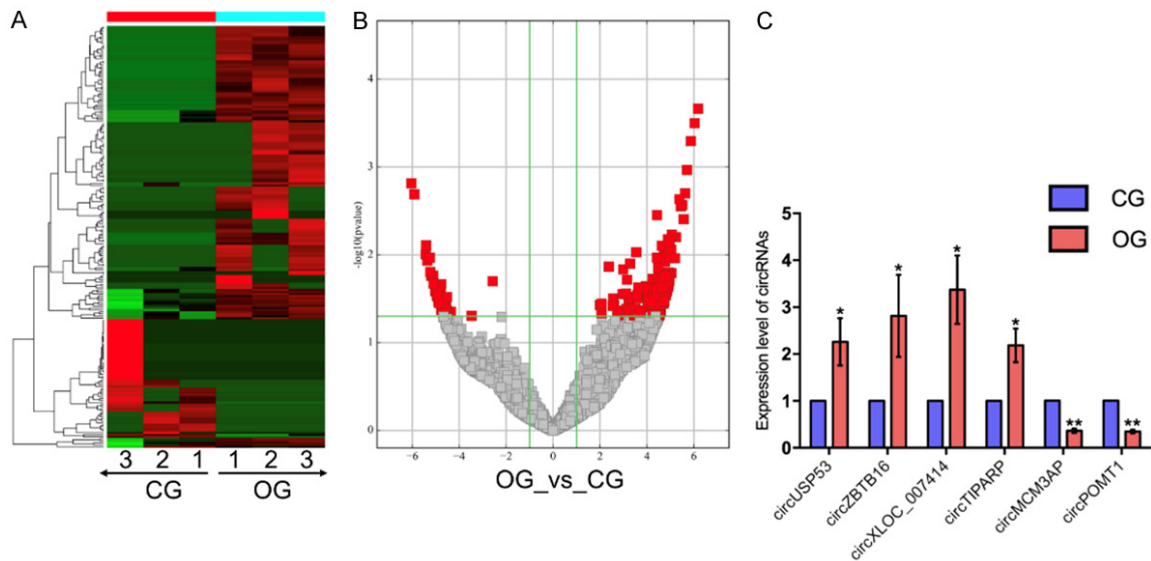 A
3 2 1 1 2 3
CG OG
B
-log10(pvalue)
4
3
2
1
0
−6 −4 −2 0 2 4 6
OG_vs_CG
C
CG
OG
Expression level of circRNAs
5
4
3
2
1
0
* * * * ** **
circUSP53
circZBTB16
circXLOC_007414
circTIPARP
circMCM3AP
circPOMT1